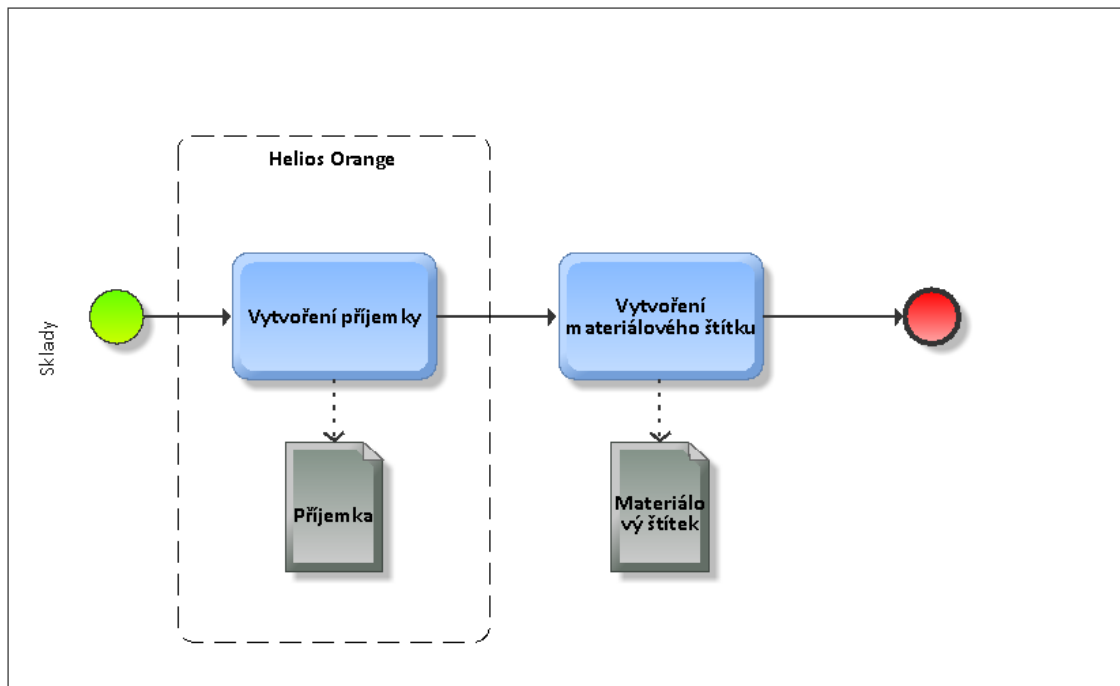 Helios Orange
Sklady
Vytvoření příjemky
Vytvoření
materiálového štítku
Příjemka
Materiálo
vý štítek